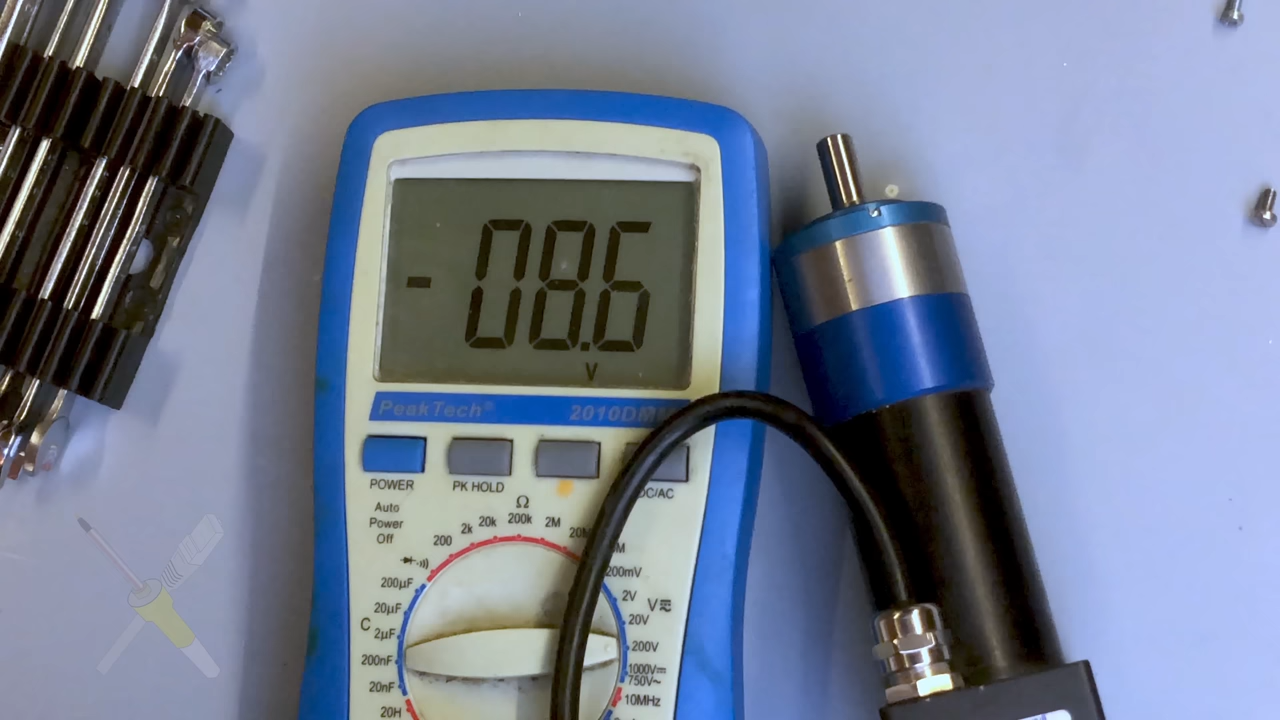 -08.6
V
PeakTech® 2010DMM
POWER
PK HOLD
DC/AC
Auto
Power
Off
Ω
200
2k
20k
200k
2M
20M
200µF
20µF
C
2µF
200nF
20nF
20H
200mV
2V
V
20V
200V
1000V
750V~
10MHz